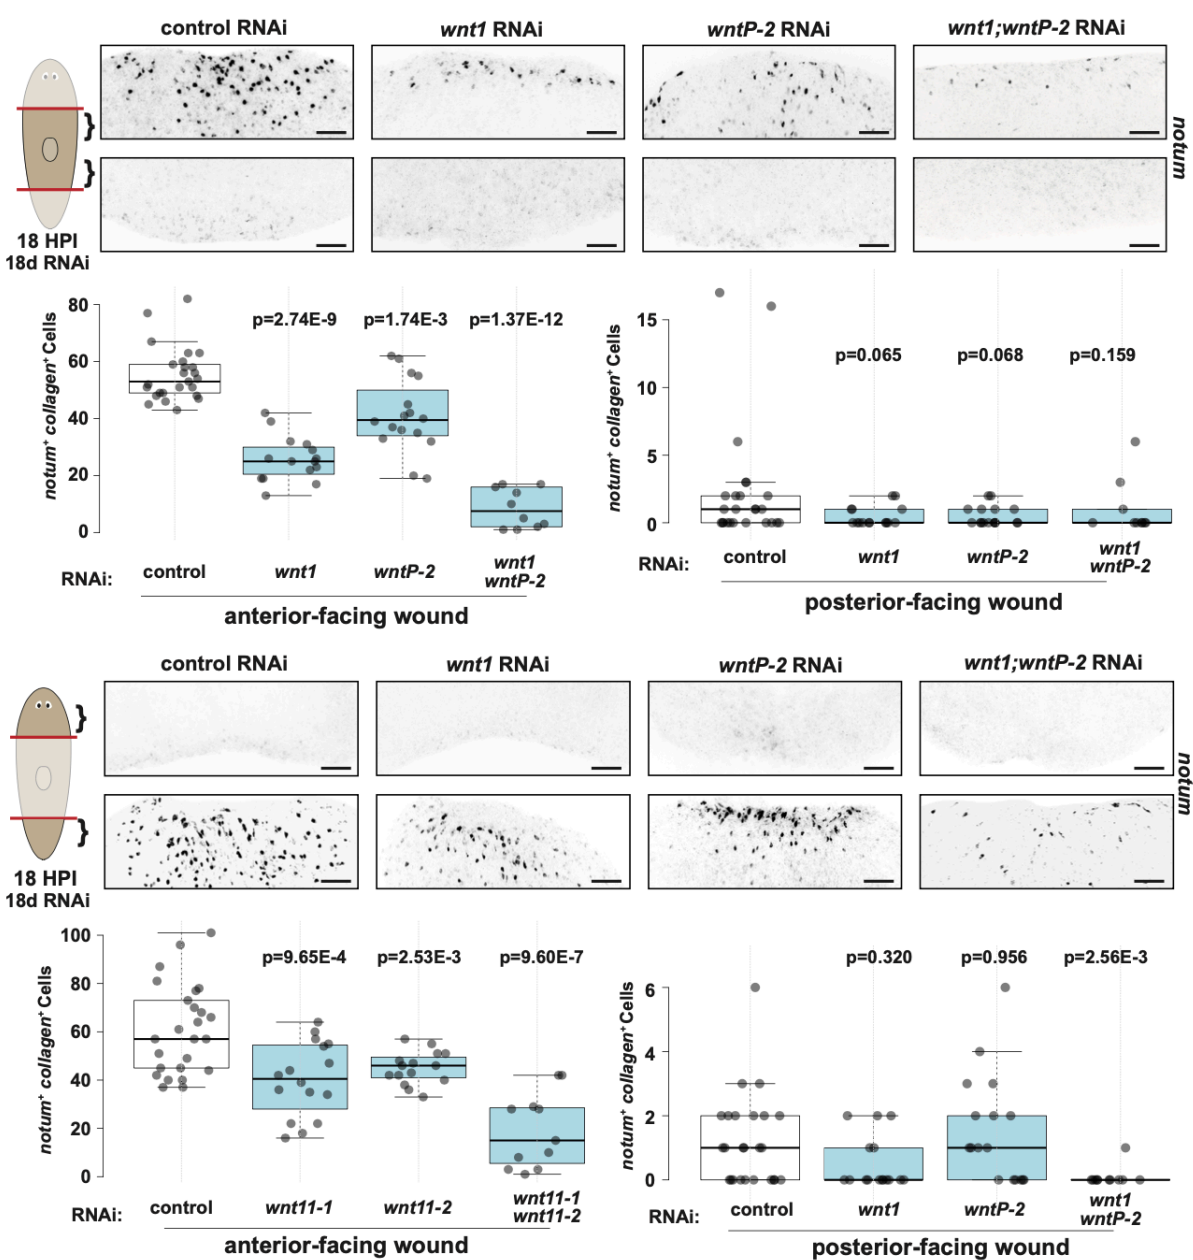 control RNAi wnt1 RNAi wntP-2 RNAi wnt1;wntP-2 RNAi
} notum
}
18 HPI
18d RNAi
notum⁺ collagen⁺ Cells
80
60
40
20
0
p=2.74E-9 p=1.74E-3 p=1.37E-12
RNAi: control wnt1 wntP-2 wnt1
wntP-2
anterior-facing wound
notum⁺ collagen⁺ Cells
15
10
5
0
p=0.065 p=0.068 p=0.159
RNAi: control wnt1 wntP-2 wnt1
wntP-2
posterior-facing wound
control RNAi wnt1 RNAi wntP-2 RNAi wnt1;wntP-2 RNAi
} notum
}
18 HPI
18d RNAi
notum⁺ collagen⁺ Cells
100
80
60
40
20
0
p=9.65E-4 p=2.53E-3 p=9.60E-7
RNAi: control wnt11-1 wnt11-2 wnt11-1
wnt11-2
anterior-facing wound
notum⁺ collagen⁺ Cells
6
4
2
0
p=0.320 p=0.956 p=2.56E-3
RNAi: control wnt1 wntP-2 wnt1
wntP-2
posterior-facing wound